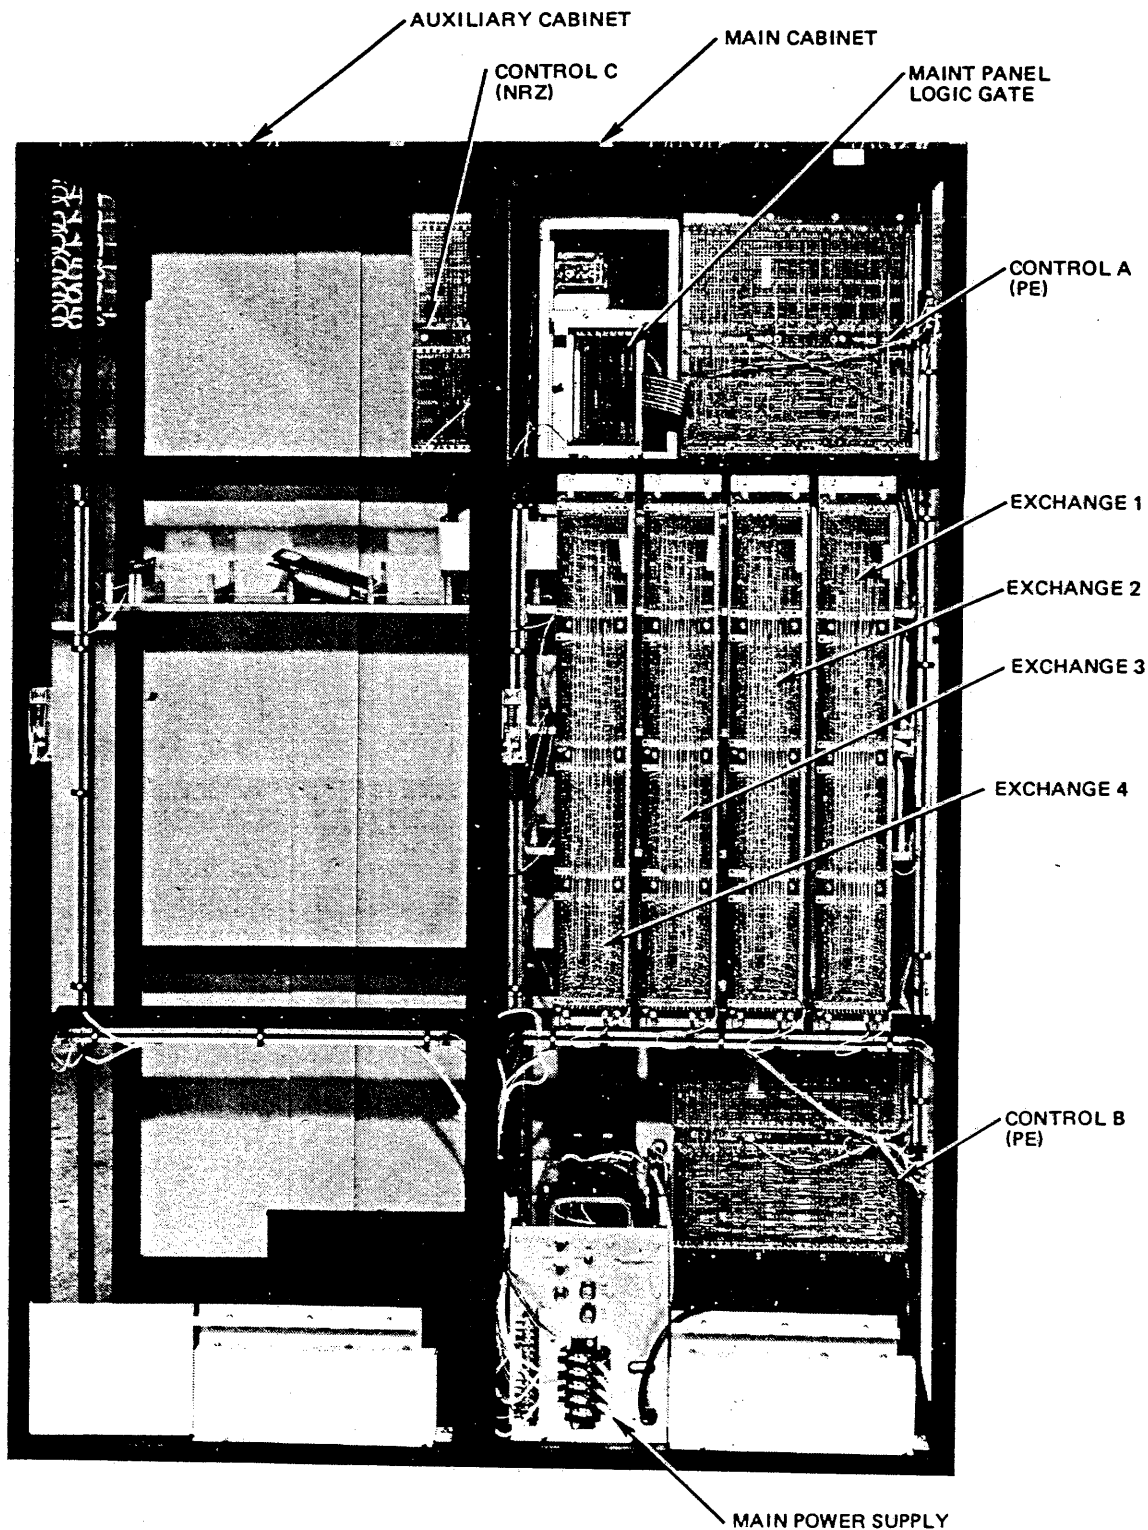 AUXILIARY CABINET
MAIN CABINET
CONTROL C
(NRZ)
MAINT PANEL
LOGIC GATE
CONTROL A
(PE)
EXCHANGE 1
EXCHANGE 2
EXCHANGE 3
EXCHANGE 4
CONTROL B
(PE)
MAIN POWER SUPPLY